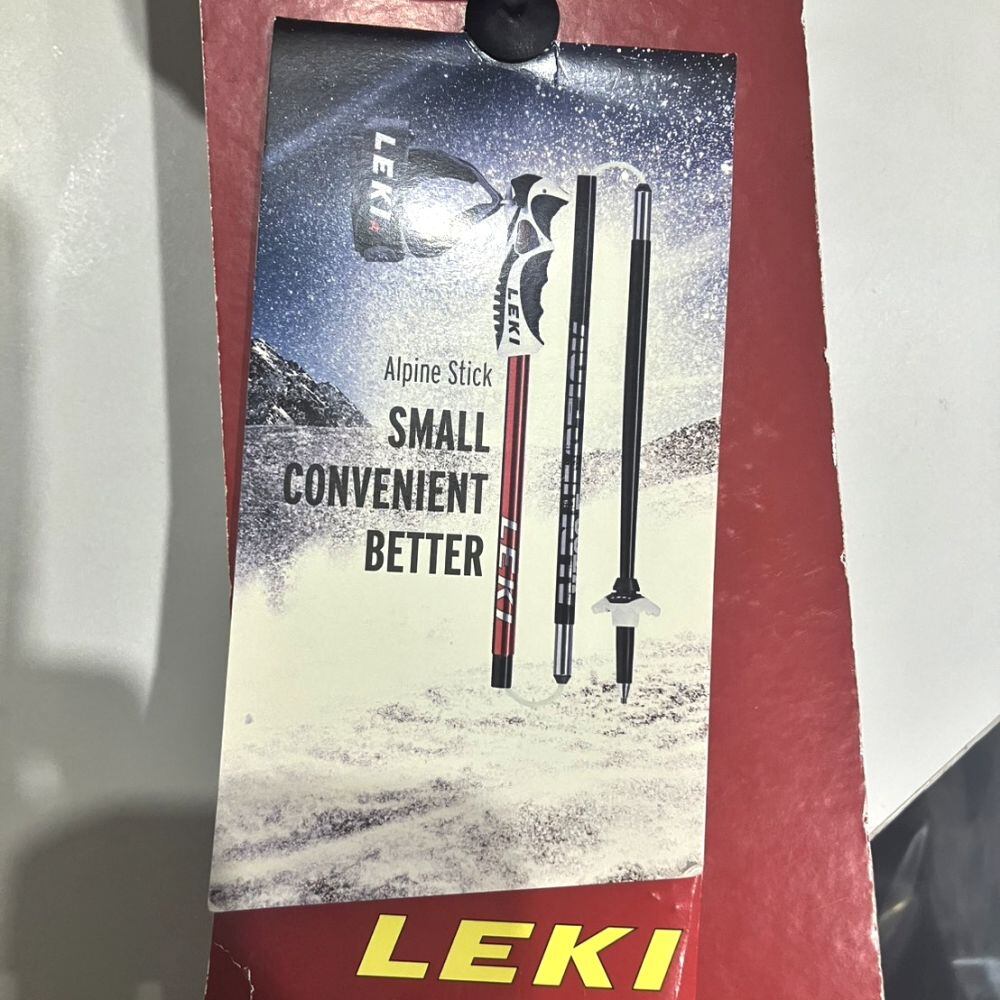 LEKI
LEKI
Alpine Stick
SMALL
CONVENIENT
BETTER
LEKI
LEKI